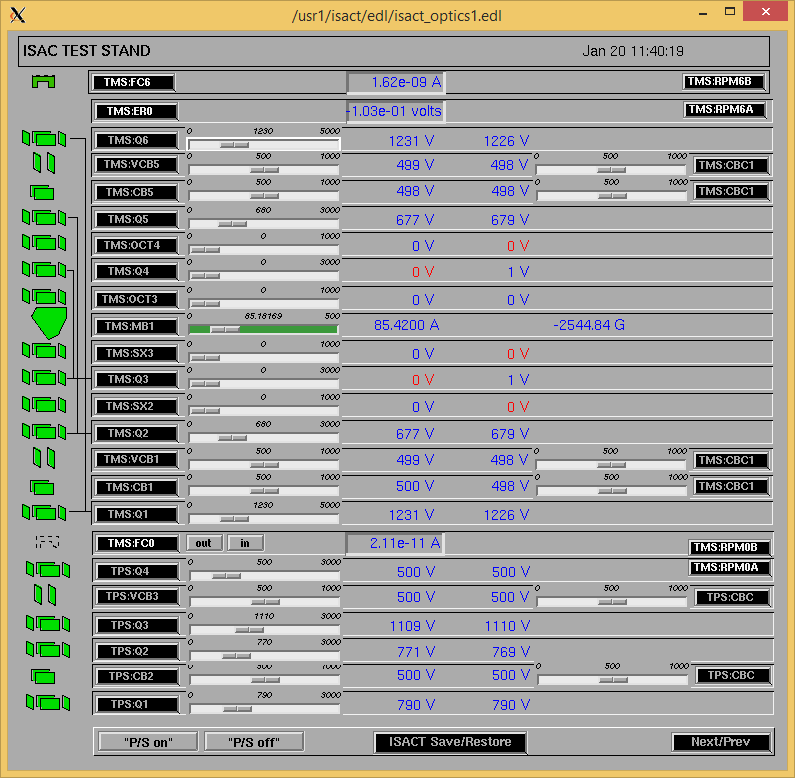 /usr1/isact/edl/isact_optics1.edl
ISAC TEST STAND Jan 20 11:40:19
TMS:FC6 1.62e-09 A TMS:RPM6B
TMS:ER0 -1.03e-01 volts TMS:RPM6A
0 1230 5000
TMS:Q6 1231 V 1226 V
0 500 1000 0 500 1000
TMS:VCB5 499 V 498 V TMS:CBC1
0 500 1000 0 500 1000
TMS:CB5 498 V 498 V TMS:CBC1
0 680 3000
TMS:Q5 677 V 679 V
0 0 1000
TMS:OCT4 0 V 0 V
0 0 3000
TMS:Q4 0 V 1 V
0 0 1000
TMS:OCT3 0 V 0 V
0 85.18169 500
TMS:MB1 85.4200 A -2544.84 G
0 0 1000
TMS:SX3 0 V 0 V
0 0 3000
TMS:Q3 0 V 1 V
0 0 1000
TMS:SX2 0 V 0 V
0 680 3000
TMS:Q2 677 V 679 V
0 500 1000 0 500 1000
TMS:VCB1 499 V 498 V TMS:CBC1
0 500 1000 0 500 1000
TMS:CB1 500 V 498 V TMS:CBC1
0 1230 5000
TMS:Q1 1231 V 1226 V
TMS:FC0 out in 2.11e-11 A TMS:RPM0B
0 500 3000 TMS:RPM0A
TPS:Q4 500 V 500 V
0 500 1000 0 500 1000
TPS:VCB3 500 V 500 V TPS:CBC
0 1110 3000
TPS:Q3 1109 V 1110 V
0 770 3000
TPS:Q2 771 V 769 V
0 500 1000 0 500 1000
TPS:CB2 500 V 500 V TPS:CBC
0 790 3000
TPS:Q1 790 V 790 V
"P/S on" "P/S off" ISACT Save/Restore Next/Prev